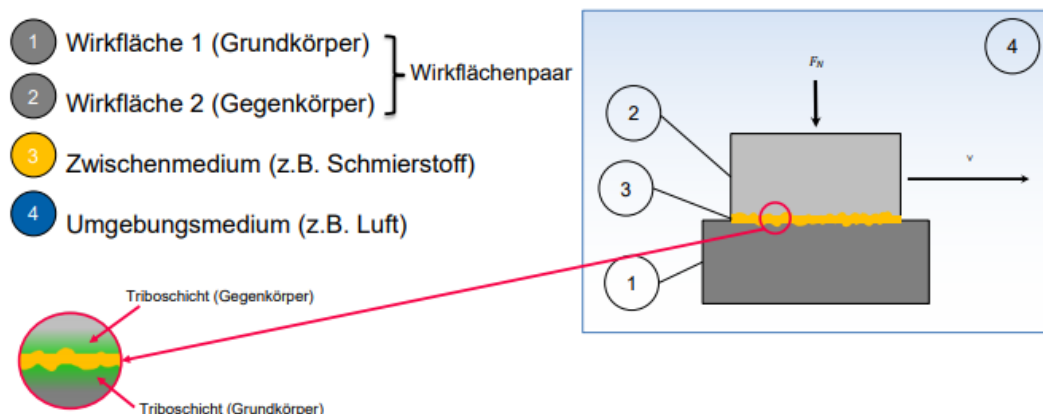 1 Wirkfläche 1 (Grundkörper)
2 Wirkfläche 2 (Gegenkörper)
Wirkflächenpaar
3 Zwischenmedium (z.B. Schmierstoff)
4 Umgebungsmedium (z.B. Luft)
Triboschicht (Gegenkörper)
Triboschicht (Grundkörper)
4
F_N
2
v
3
1